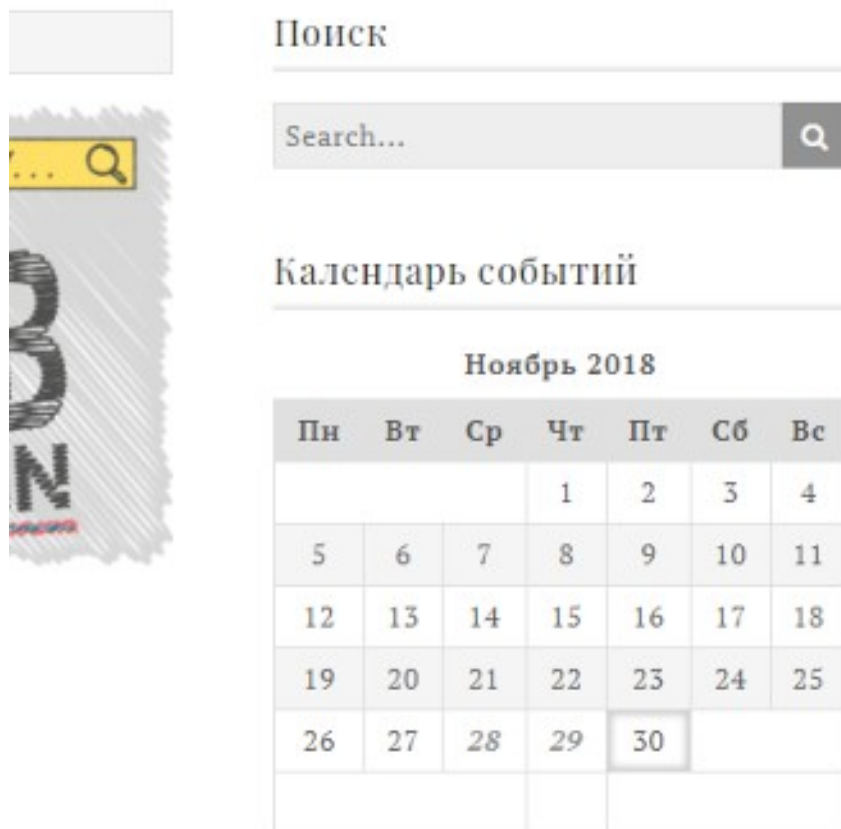 Поиск
Search...
...
В
N
Календарь событий
Ноябрь 2018
Пн Вт Ср Чт Пт Сб Вс
1 2 3 4
5 6 7 8 9 10 11
12 13 14 15 16 17 18
19 20 21 22 23 24 25
26 27 28 29 30